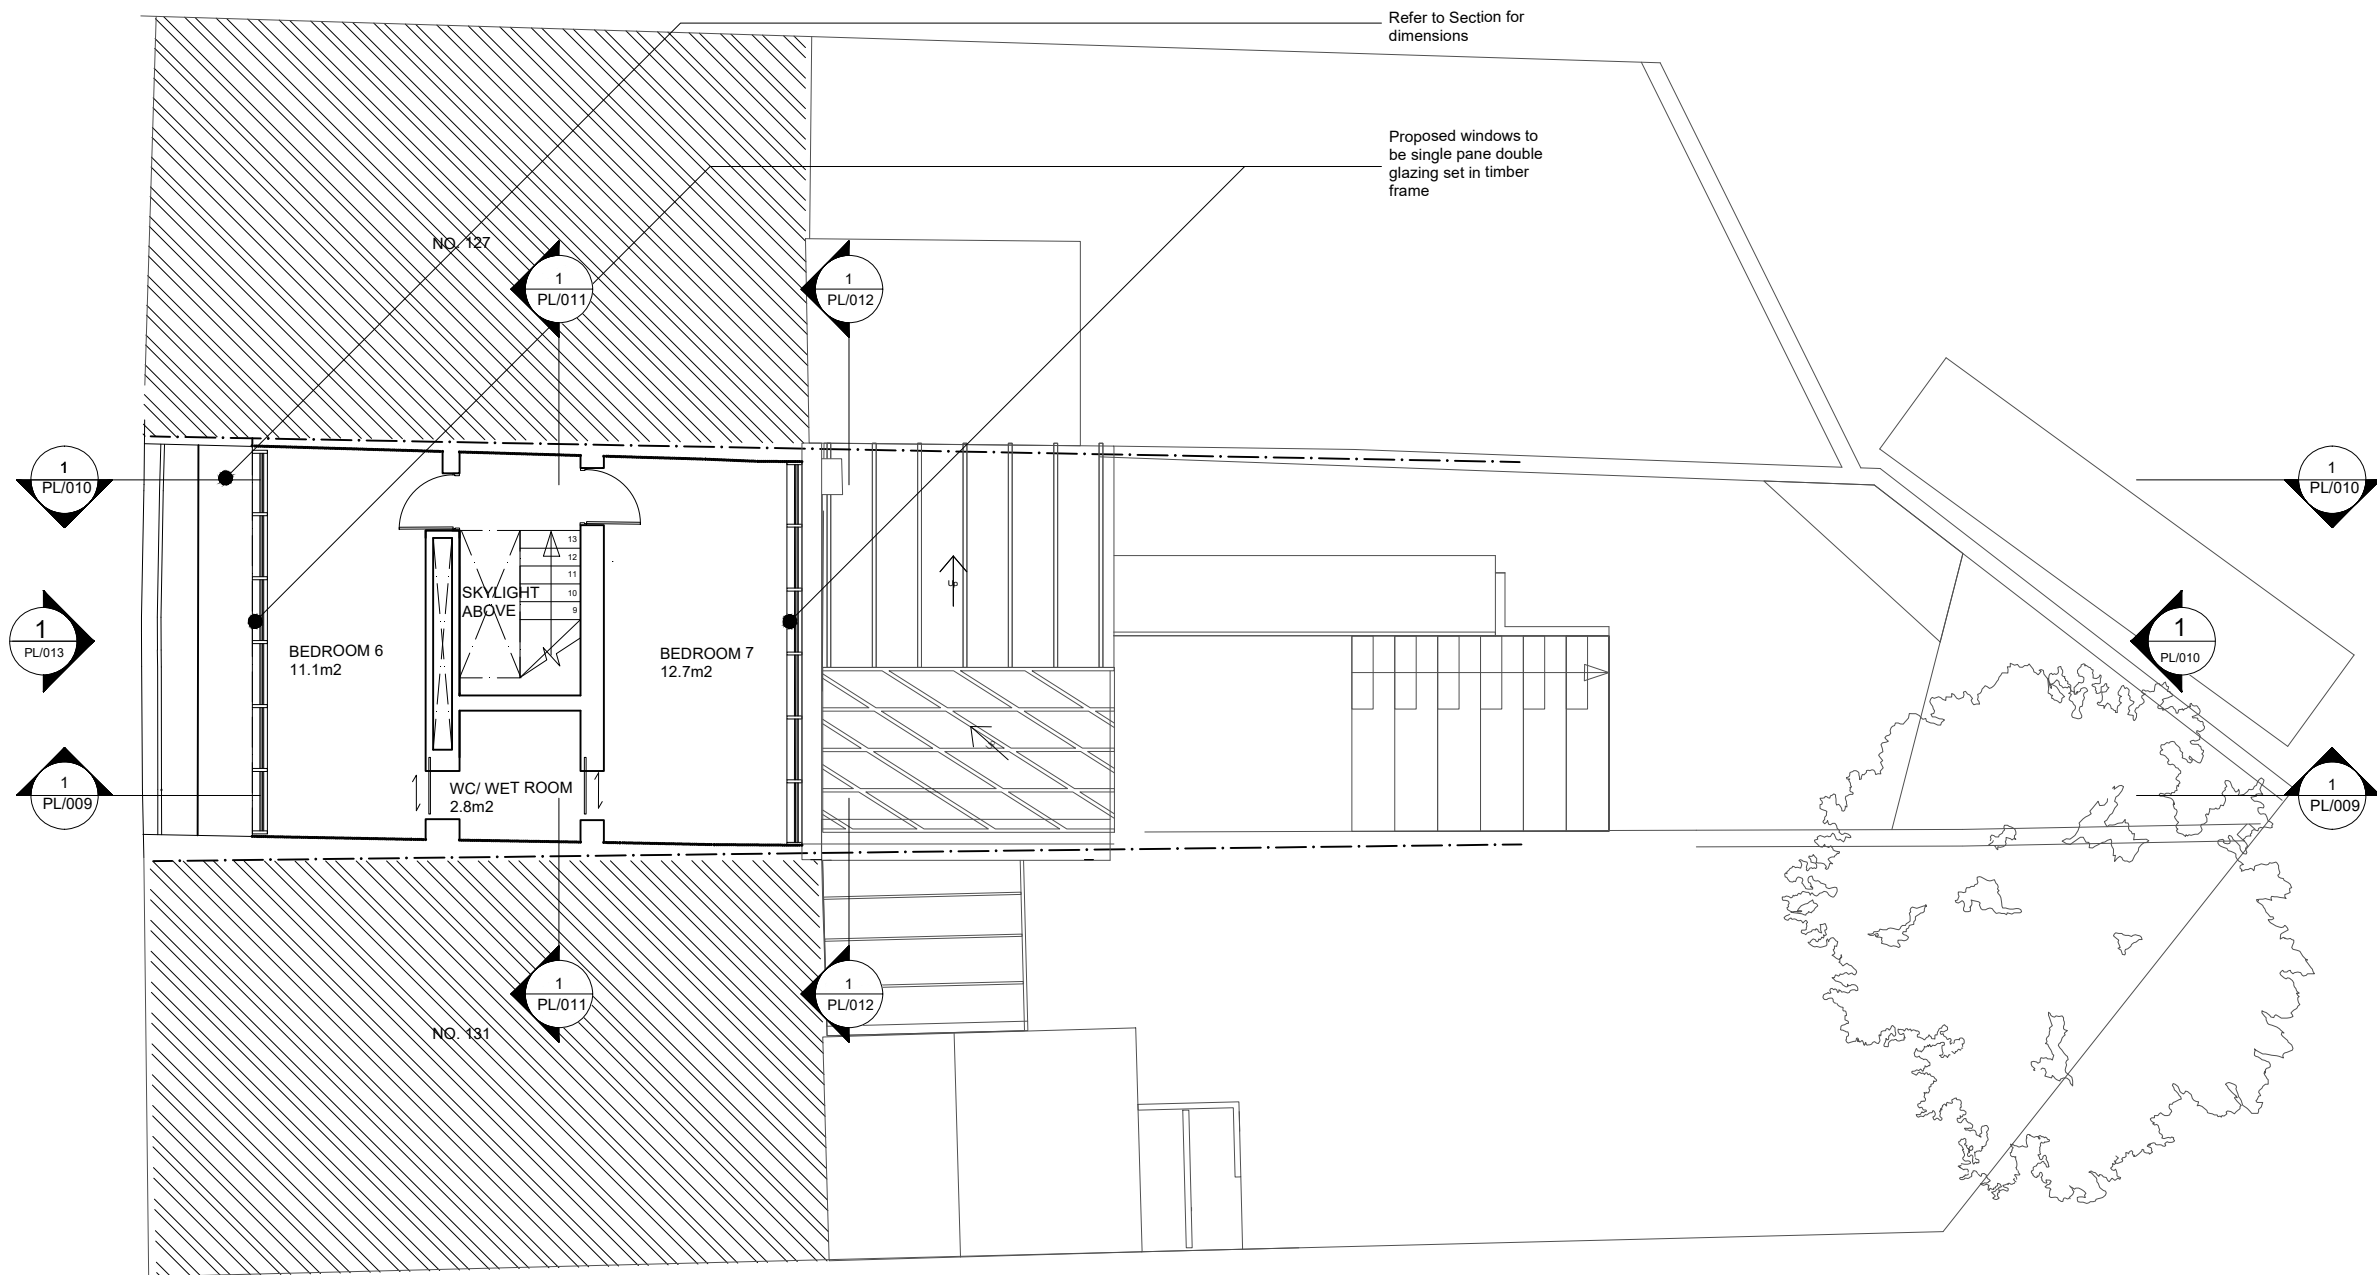 Refer to Section for
dimensions
Proposed windows to
be single pane double
glazing set in timber
frame
NO. 127
1
PL/011
1
PL/012
1
PL/010
1
PL/010
13
12
11
10
9
Up
SKYLIGHT
ABOVE
1
PL/013
BEDROOM 6
11.1m2
BEDROOM 7
12.7m2
1
PL/010
Up
WC/ WET ROOM
2.8m2
1
PL/009
1
PL/009
1
PL/011
1
PL/012
NO. 131